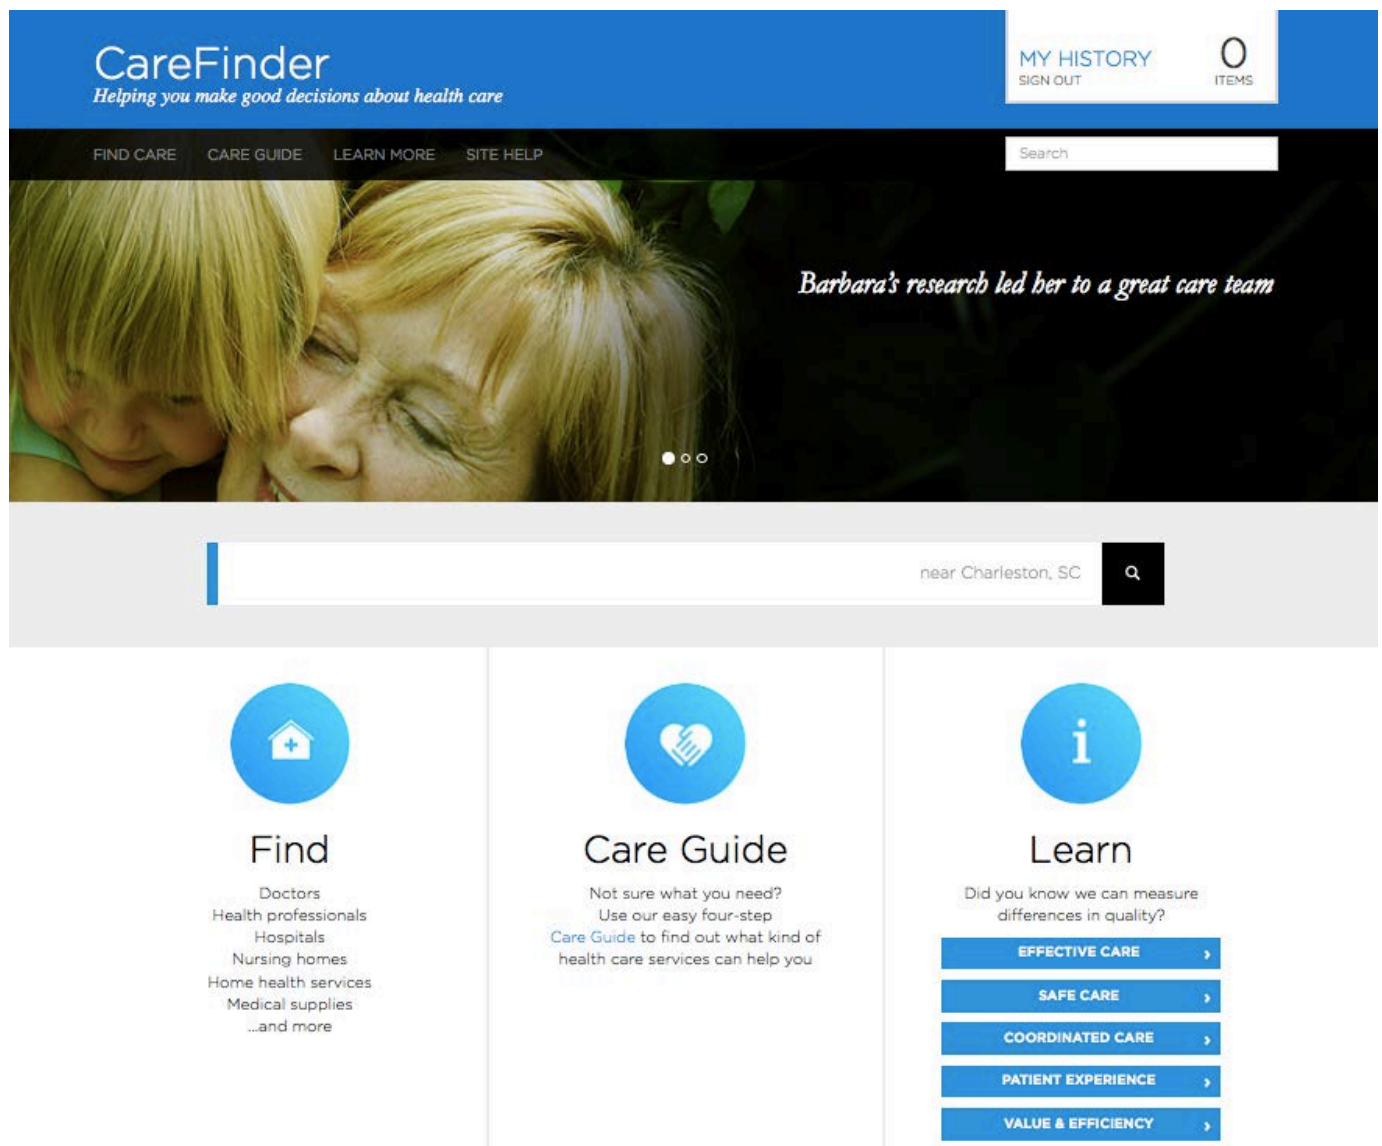 CareFinder
Helping you make good decisions about health care
MY HISTORY
SIGN OUT
0
ITEMS
FIND CARE
CARE GUIDE
LEARN MORE
SITE HELP
Search
Barbara's research led her to a great care team
near Charleston, SC
Find
Doctors
Health professionals
Hospitals
Nursing homes
Home health services
Medical supplies
...and more
Care Guide
Not sure what you need?
Use our easy four-step
Care Guide to find out what kind of
health care services can help you
i
Learn
Did you know we can measure
differences in quality?
EFFECTIVE CARE
SAFE CARE
COORDINATED CARE
PATIENT EXPERIENCE
VALUE & EFFICIENCY